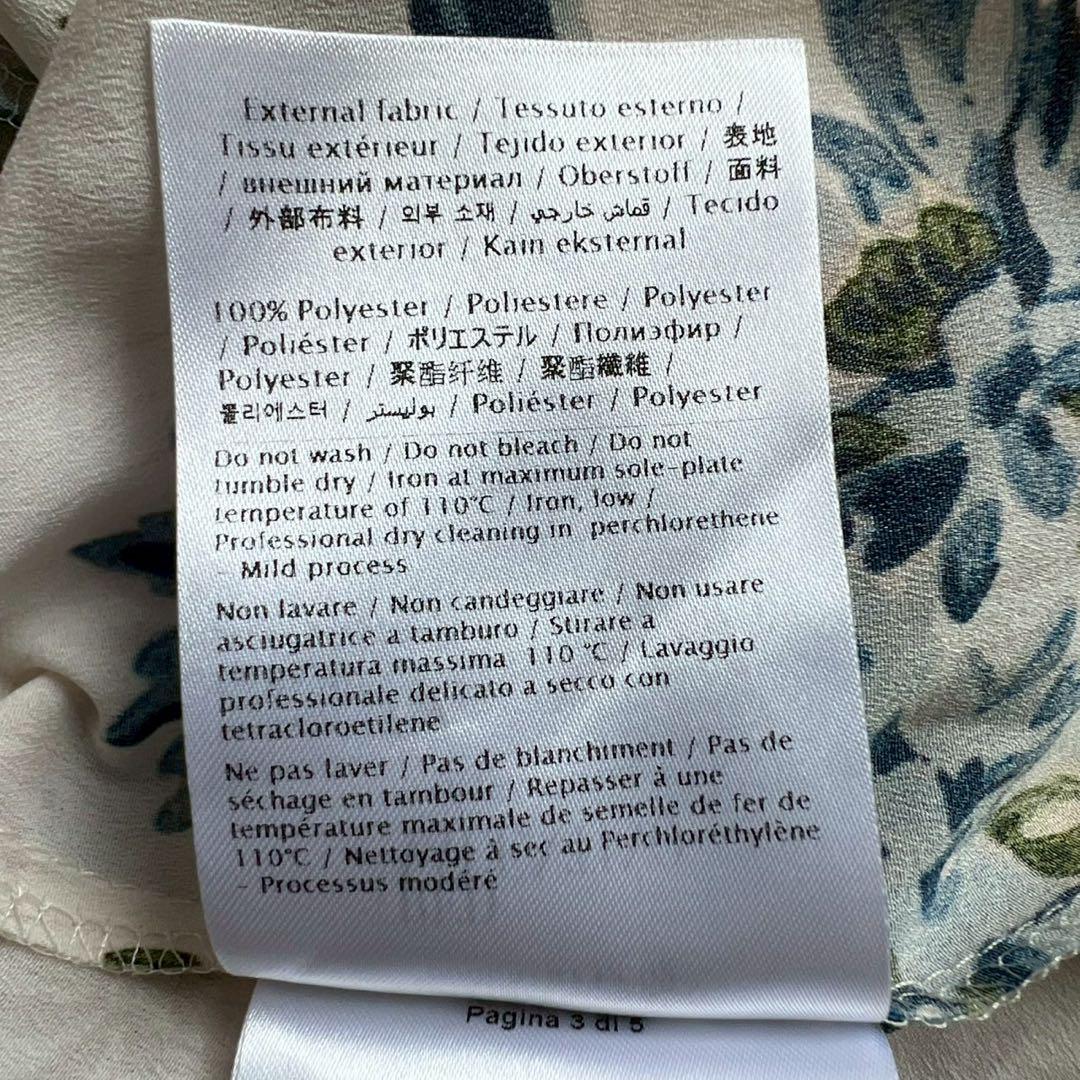 External fabric / Tessuto esterno /
Tissu extérieur / Tejido exterior / 表地
/ внешний материал / Oberstoff / 面料
/ 外部布料 / 외부 소재 / قماش خارجي / Tecido
exterior / Kain eksternal
100% Polyester / Poliestere / Polyester
/ Poliéster / ポリエステル / Полиэфир /
Polyester / 聚酯纤维 / 聚酯纖維 /
폴리에스터 / بوليستر / Poliéster / Polyester
Do not wash / Do not bleach / Do not
tumble dry / Iron at maximum sole-plate
temperature of 110°C / Iron, low /
Professional dry cleaning in perchlorethene
- Mild process
Non lavare / Non candeggiare / Non usare
asciugatrice a tamburo / Stirare a
temperatura massima 110 °C / Lavaggio
professionale delicato a secco con
tetracloroetilene
Ne pas laver / Pas de blanchiment / Pas de
séchage en tambour / Repasser à une
température maximale de semelle de fer de
110°C / Nettoyage à sec au Perchloréthylène
- Processus modéré
Pagina 3 di 5